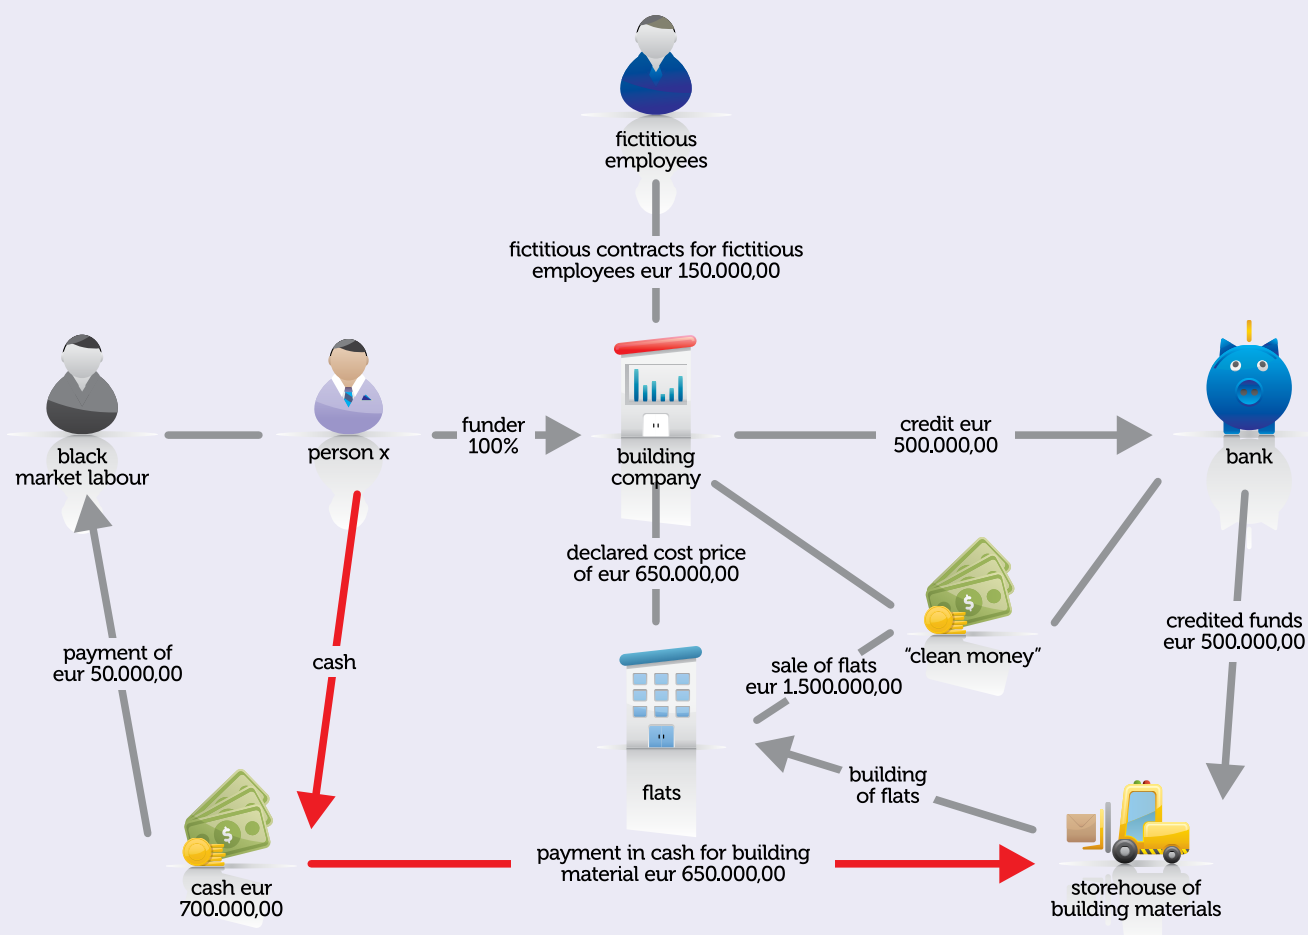 fictitious
employees
fictitious contracts for fictitious
employees eur 150.000,00
black
market labour
person x
funder
100%
building
company
credit eur
500.000,00
bank
declared cost price
of eur 650.000,00
payment of
eur 50.000,00
cash
sale of flats
eur 1.500.000,00
"clean money"
credited funds
eur 500.000,00
flats
building
of flats
cash eur
700.000,00
payment in cash for building
material eur 650.000,00
storehouse of
building materials